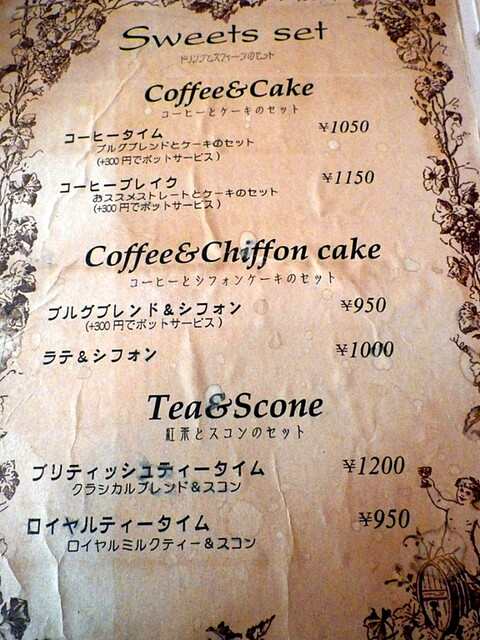 Sweets set
ドリンクとスウィーツのセット
Coffee&Cake
コーヒーとケーキのセット
コーヒータイム ¥1050
ブルグブレンドとケーキのセット
(+300円でポットサービス)
コーヒーブレイク ¥1150
おススメストレートとケーキのセット
(+300円でポットサービス)
Coffee&Chiffon cake
コーヒーとシフォンケーキのセット
ブルグブレンド&シフォン ¥950
(+300円でポットサービス)
ラテ&シフォン ¥1000
Tea&Scone
紅茶とスコンのセット
ブリティッシュティータイム ¥1200
クラシカルブレンド&スコン
ロイヤルティータイム ¥950
ロイヤルミルクティー&スコン